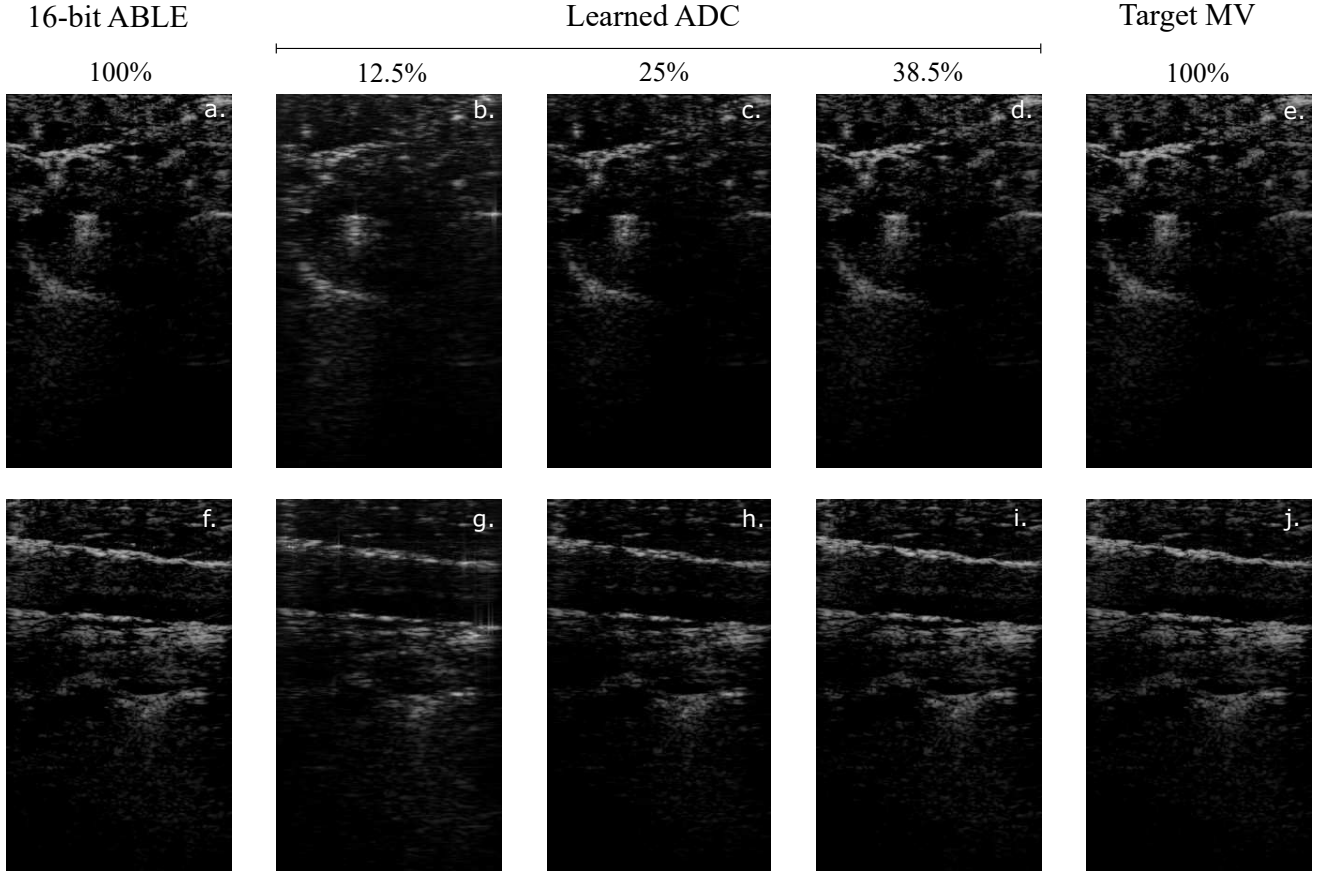 16-bit ABLE Learned ADC Target MV
100% 12.5% 25% 38.5% 100%
a. b. c. d. e.
f. g. h. i. j.